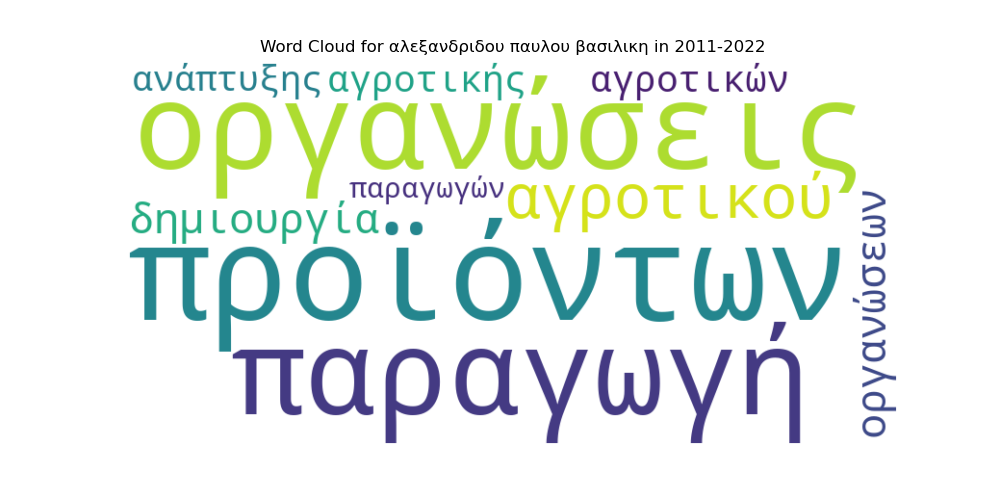 Word Cloud for αλεξανδριδου παυλου βασιλικη in 2011-2022
ανάπτυξης αγροτικής αγροτικών
οργανώσεις
παραγωγών αγροτικού
δημιουργία
προϊόντων
οργανώσεων
παραγωγή